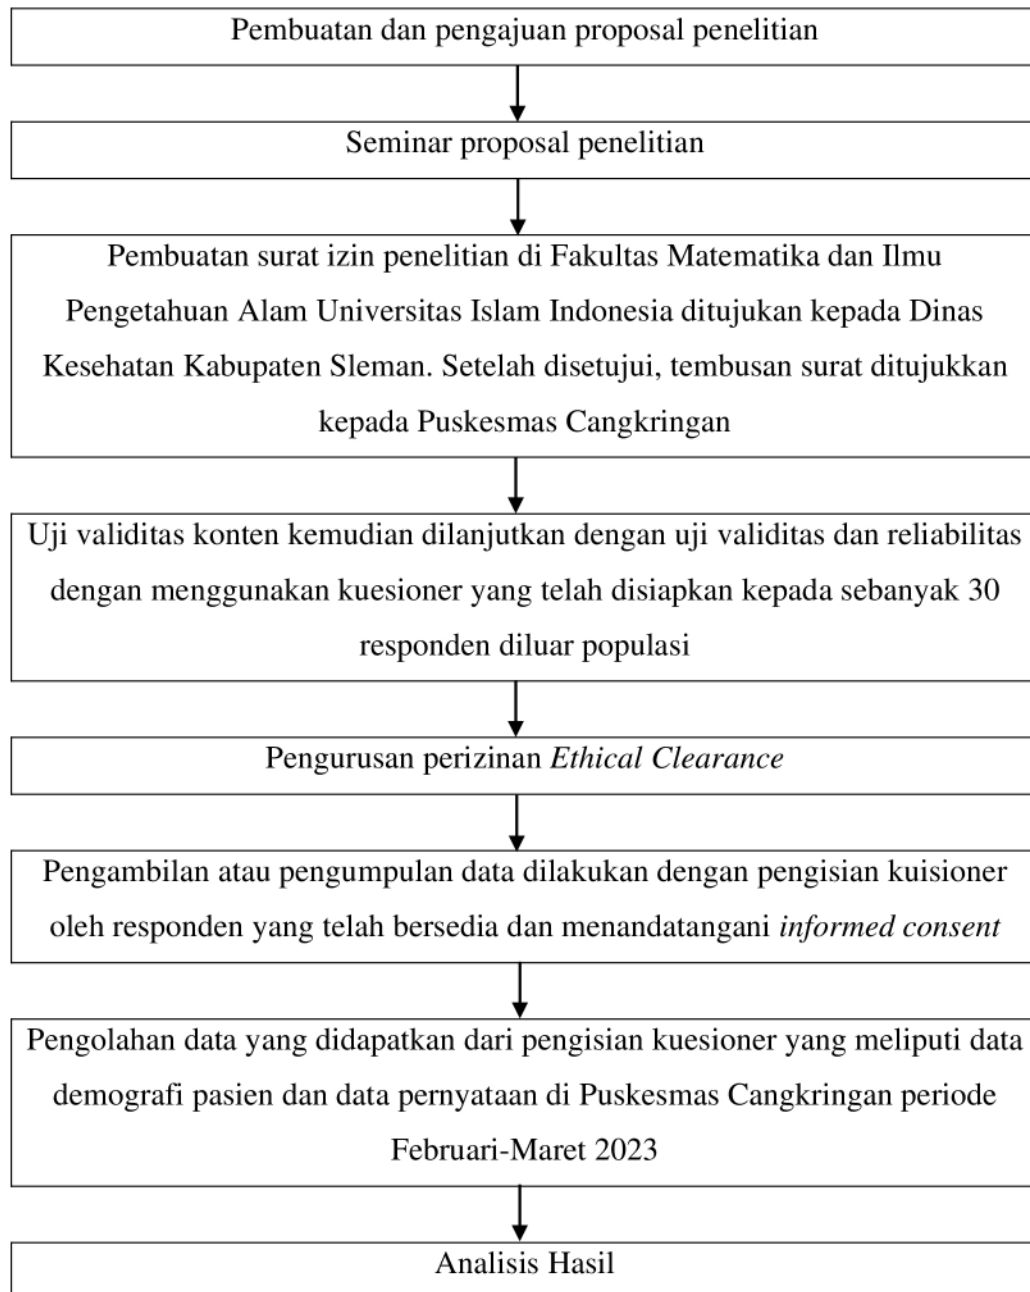 Pembuatan dan pengajuan proposal penelitian
Seminar proposal penelitian
Pembuatan surat izin penelitian di Fakultas Matematika dan Ilmu
Pengetahuan Alam Universitas Islam Indonesia ditujukan kepada Dinas
Kesehatan Kabupaten Sleman. Setelah disetujui, tembusan surat ditujukkan
kepada Puskesmas Cangkringan
Uji validitas konten kemudian dilanjutkan dengan uji validitas dan reliabilitas
dengan menggunakan kuesioner yang telah disiapkan kepada sebanyak 30
responden diluar populasi
Pengurusan perizinan Ethical Clearance
Pengambilan atau pengumpulan data dilakukan dengan pengisian kuisioner
oleh responden yang telah bersedia dan menandatangani informed consent
Pengolahan data yang didapatkan dari pengisian kuesioner yang meliputi data
demografi pasien dan data pernyataan di Puskesmas Cangkringan periode
Februari-Maret 2023
Analisis Hasil